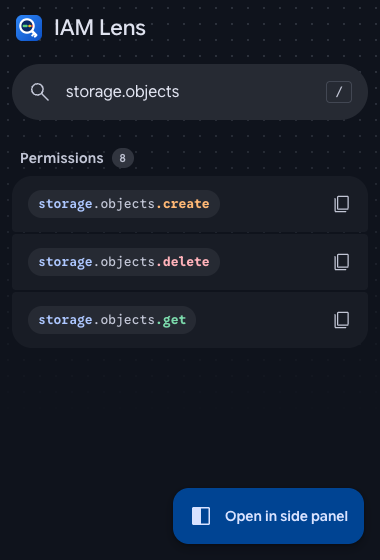 IAM Lens
storage.objects
/
Permissions 8
storage.objects.create
storage.objects.delete
storage.objects.get
Open in side panel